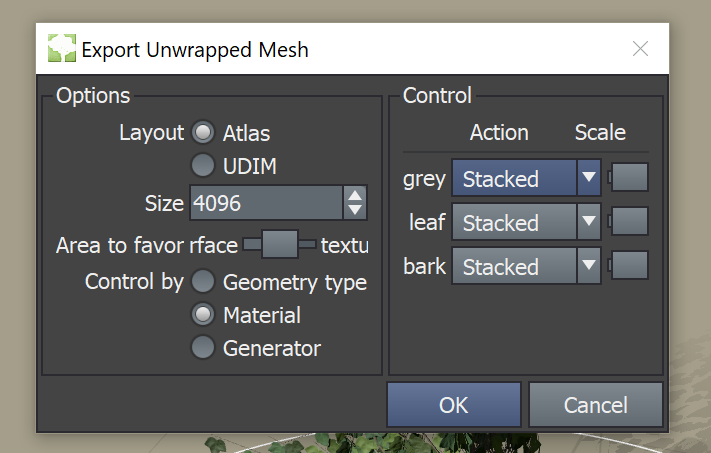 Export Unwrapped Mesh
Options
Layout Atlas
UDIM
Size 4096
Area to favor rface textu
Control by Geometry type
Material
Generator
Control
Action Scale
grey Stacked
leaf Stacked
bark Stacked
OK Cancel